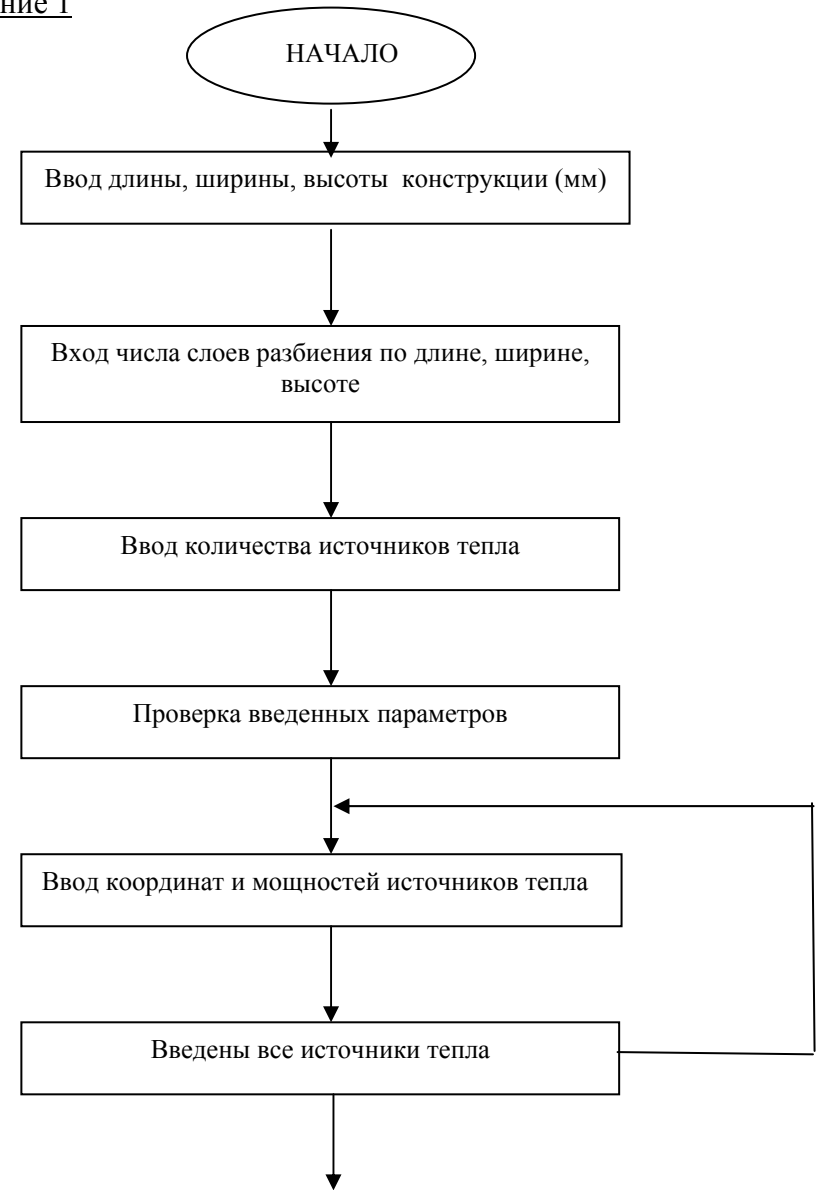 ние 1
НАЧАЛО
Ввод длины, ширины, высоты конструкции (мм)
Вход числа слоев разбиения по длине, ширине,
высоте
Ввод количества источников тепла
Проверка введенных параметров
Ввод координат и мощностей источников тепла
Введены все источники тепла